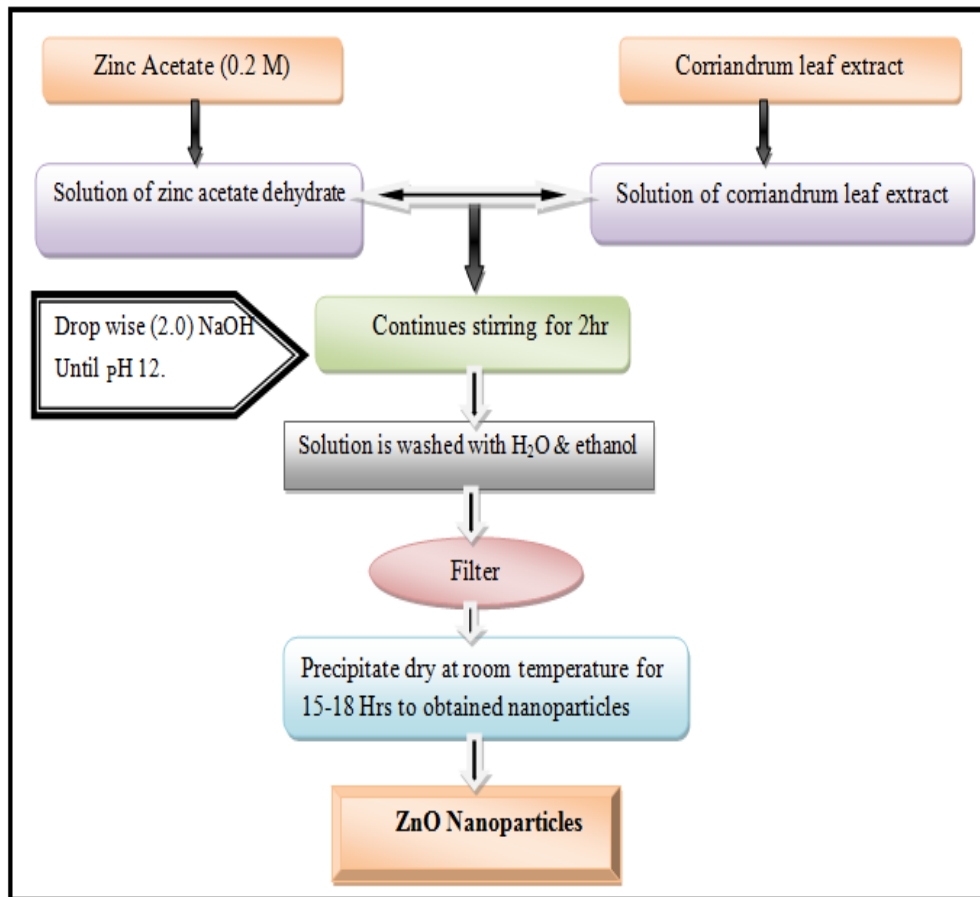 Zinc Acetate (0.2 M)
Corriandrum leaf extract
Solution of zinc acetate dehydrate
Solution of corriandrum leaf extract
Drop wise (2.0) NaOH
Until pH 12.
Continues stirring for 2hr
Solution is washed with H₂O & ethanol
Filter
Precipitate dry at room temperature for
15-18 Hrs to obtained nanoparticles
ZnO Nanoparticles